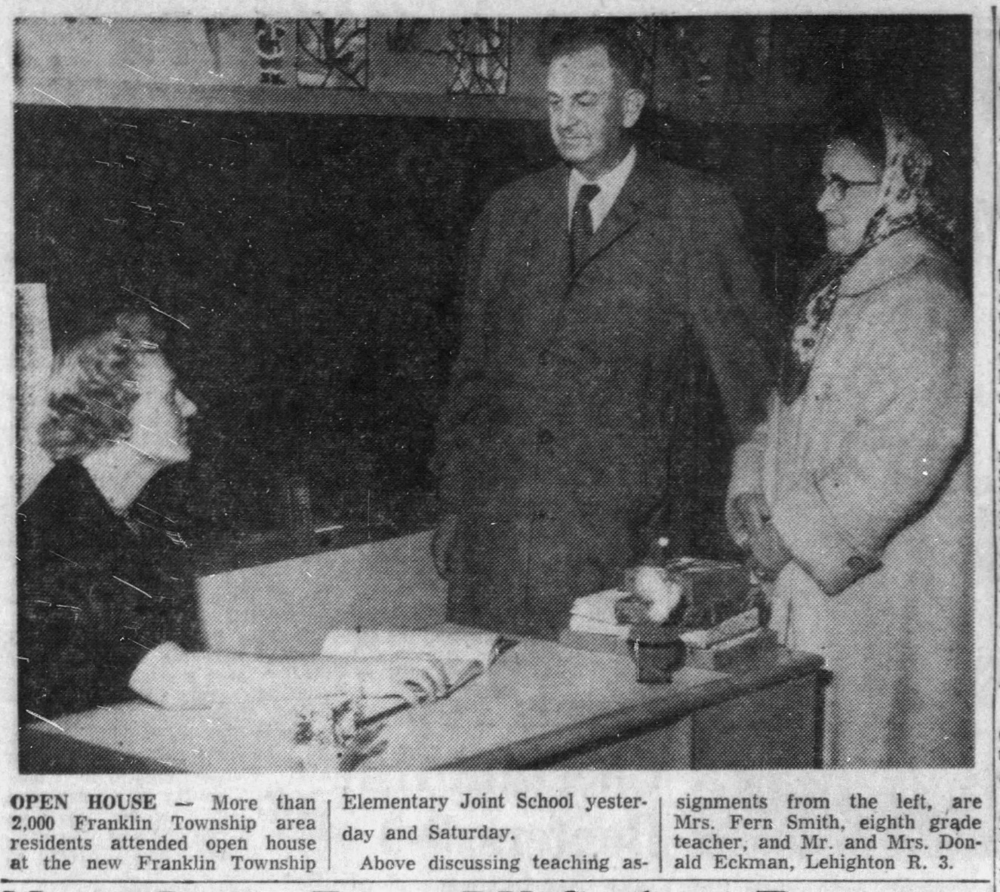 OPEN HOUSE — More than
2,000 Franklin Township area
residents attended open house
at the new Franklin Township
Elementary Joint School yester-
day and Saturday.
Above discussing teaching as-
signments from the left, are
Mrs. Fern Smith, eighth grade
teacher, and Mr. and Mrs. Don-
ald Eckman, Lehighton R. 3.